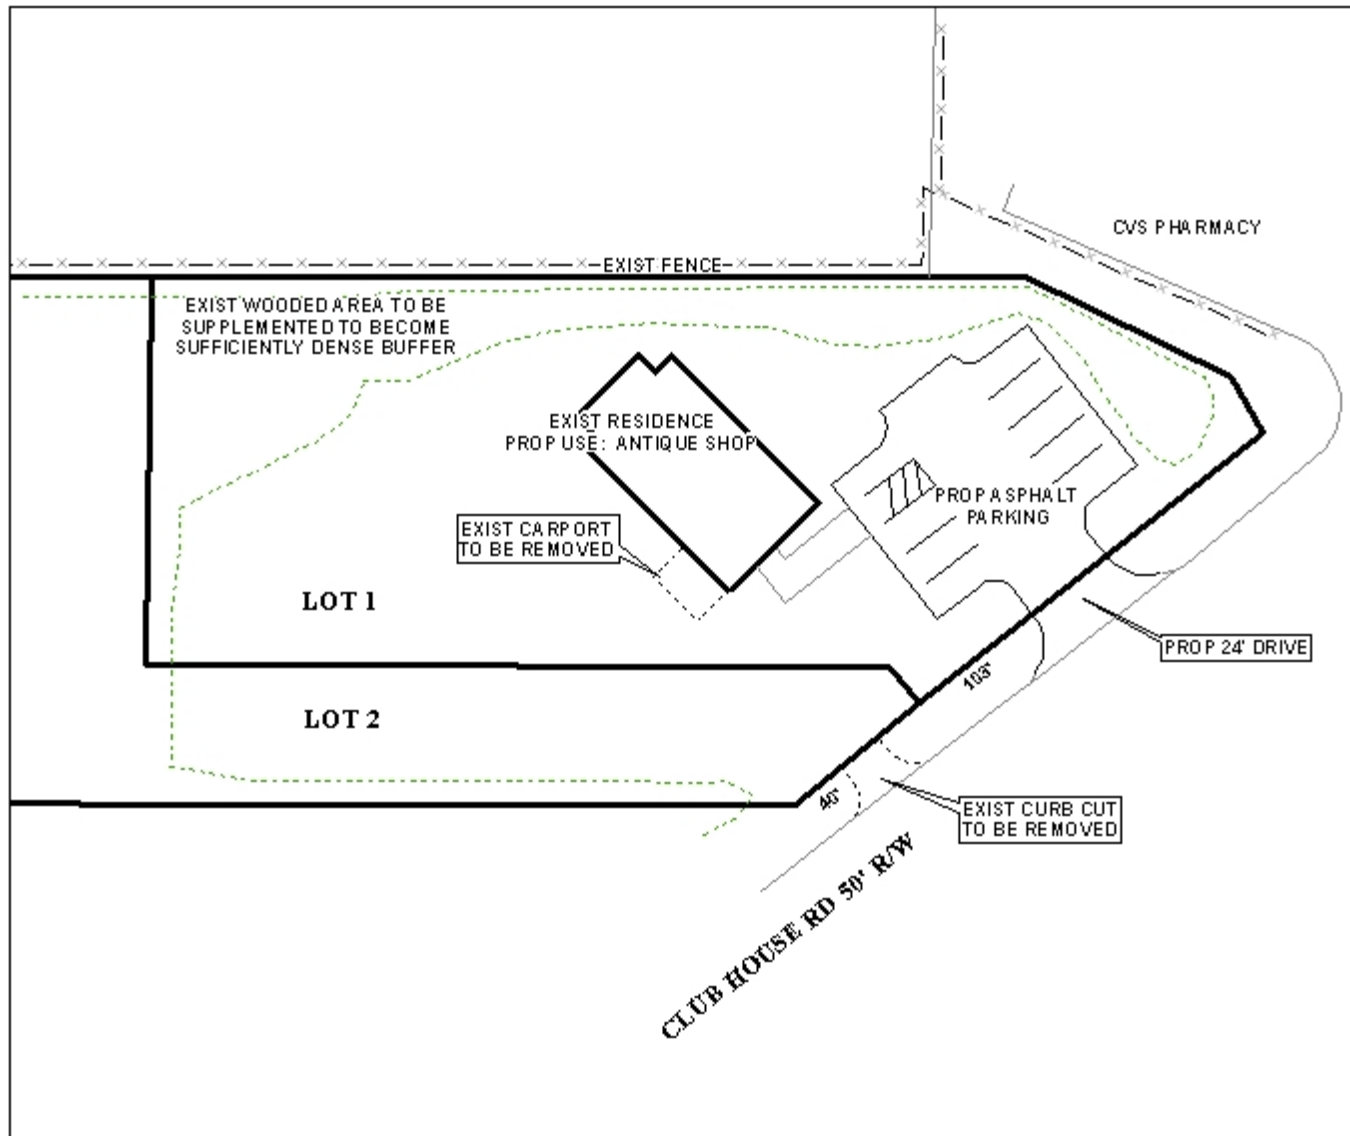 CVS PHARMACY
EXIST FENCE
EXIST WOODED AREA TO BE
SUPPLEMENTED TO BECOME
SUFFICIENTLY DENSE BUFFER
EXIST RESIDENCE
PROP USE: ANTIQUE SHOP
PROP ASPHALT
PARKING
EXIST CARPORT
TO BE REMOVED
LOT 1
PROP 24' DRIVE
103'
LOT 2
46'
EXIST CURB CUT
TO BE REMOVED
CLUB HOUSE RD 50' R/W